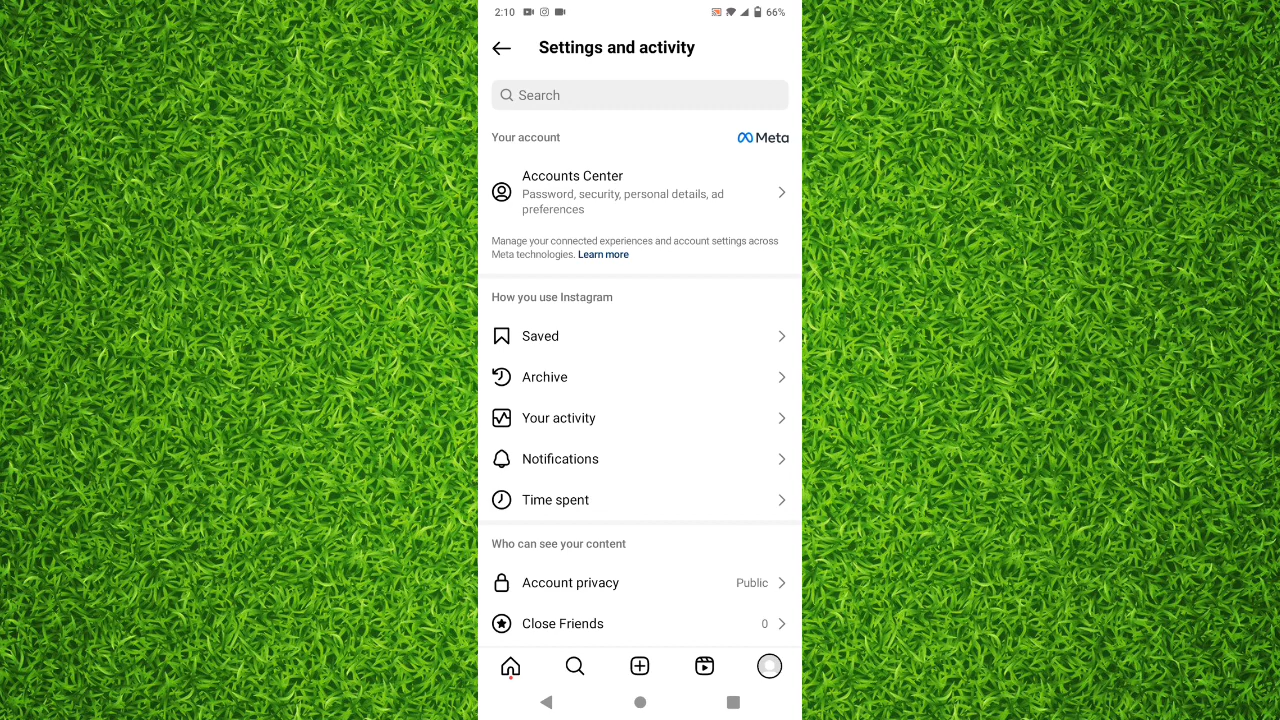 2:10 66%
Settings and activity
Search
Your account Meta
Accounts Center
Password, security, personal details, ad
preferences
Manage your connected experiences and account settings across
Meta technologies. Learn more
How you use Instagram
Saved
Archive
Your activity
Notifications
Time spent
Who can see your content
Account privacy Public
Close Friends 0